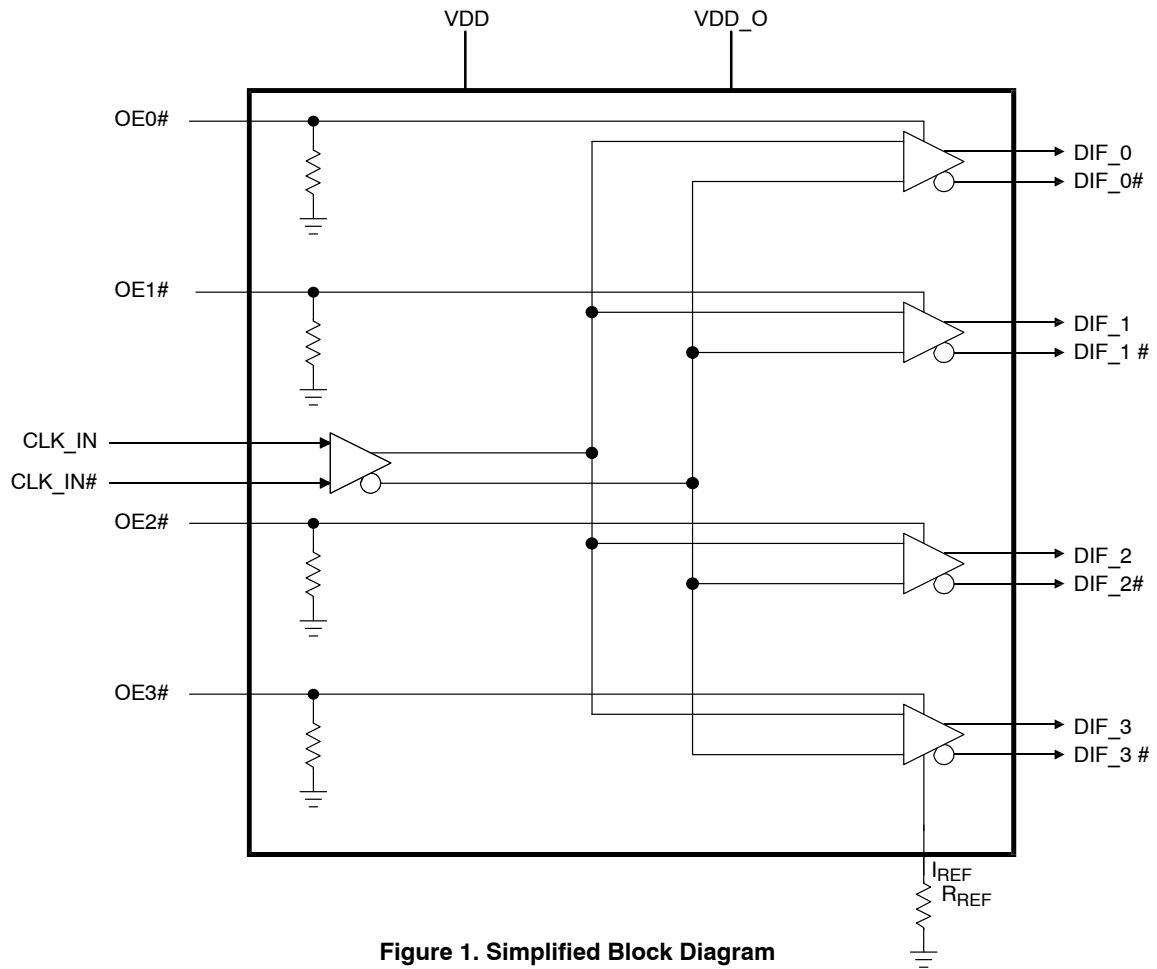 VDD
VDD_O
OE0#
DIF_0
DIF_0#
OE1#
DIF_1
DIF_1 #
CLK_IN
CLK_IN#
OE2#
DIF_2
DIF_2#
OE3#
DIF_3
DIF_3 #
IREF
RREF
Figure 1. Simplified Block Diagram